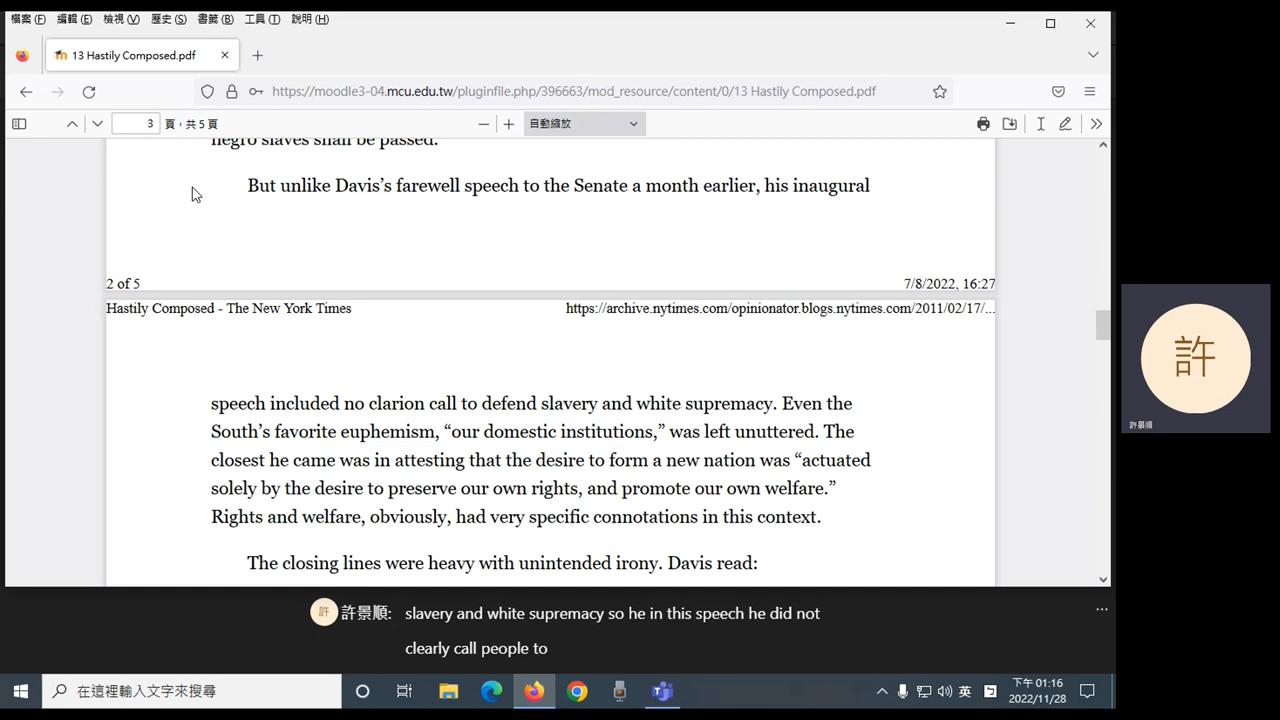 檔案 (F) 編輯 (E) 檢視 (V) 歷史 (S) 書籤 (B) 工具 (T) 說明 (H)
13 Hastily Composed.pdf
https://moodle3-04.mcu.edu.tw/pluginfile.php/396663/mod_resource/content/0/13 Hastily Composed.pdf
3 頁，共 5 頁 自動縮放
negro slaves shall be passed.
But unlike Davis’s farewell speech to the Senate a month earlier, his inaugural
2 of 5 7/8/2022, 16:27
Hastily Composed - The New York Times https://archive.nytimes.com/opinionator.blogs.nytimes.com/2011/02/17/...
speech included no clarion call to defend slavery and white supremacy. Even the
South’s favorite euphemism, “our domestic institutions,” was left unuttered. The
closest he came was in attesting that the desire to form a new nation was “actuated
solely by the desire to preserve our own rights, and promote our own welfare.”
Rights and welfare, obviously, had very specific connotations in this context.
The closing lines were heavy with unintended irony. Davis read:
許
許景順
許 許景順: slavery and white supremacy so he in this speech he did not
clearly call people to
在這裡輸入文字來搜尋
英
下午 01:16
2022/11/28